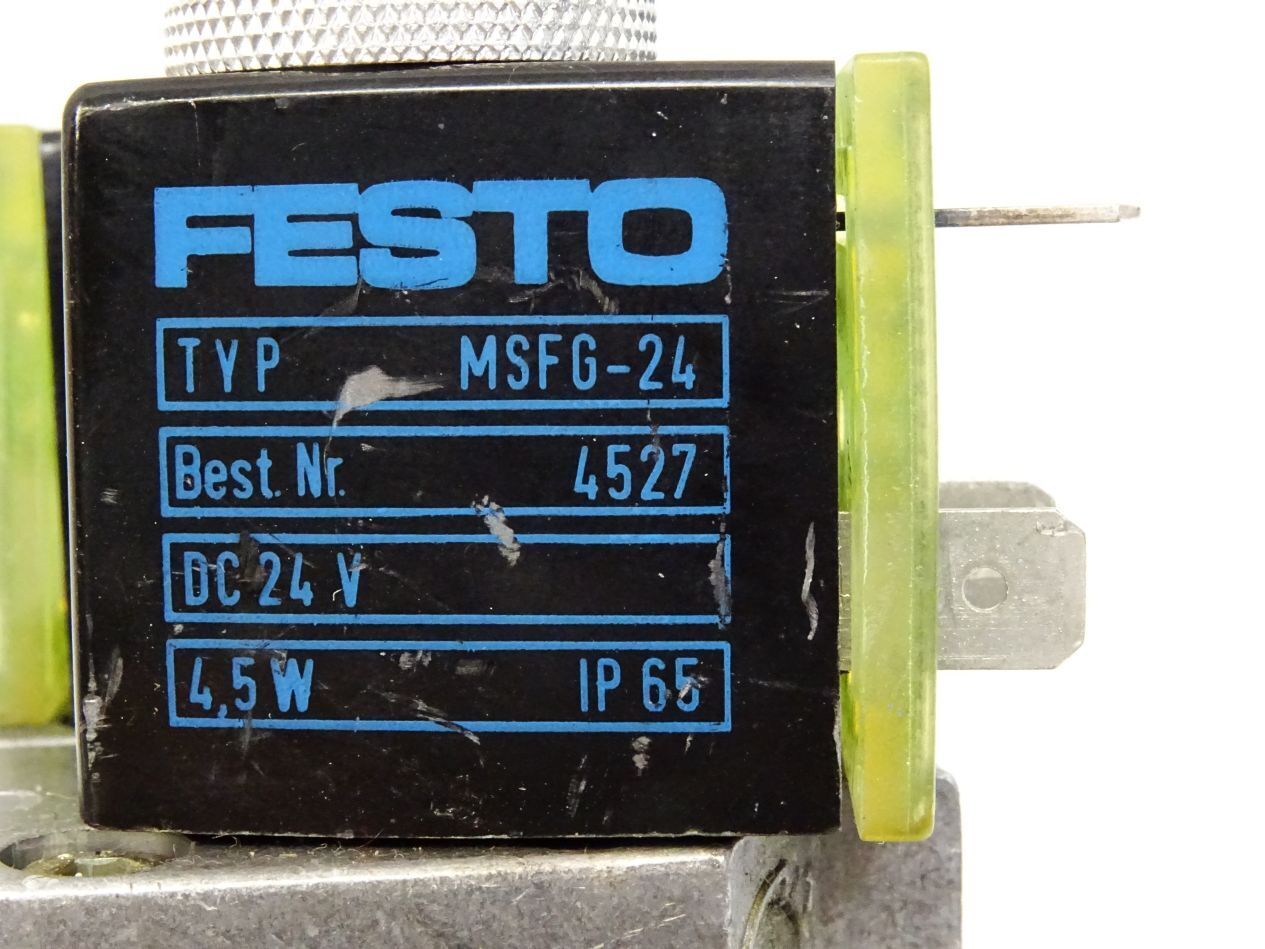 FESTO
TYP MSFG-24
Best. Nr. 4527
DC 24 V
4,5 W IP 65